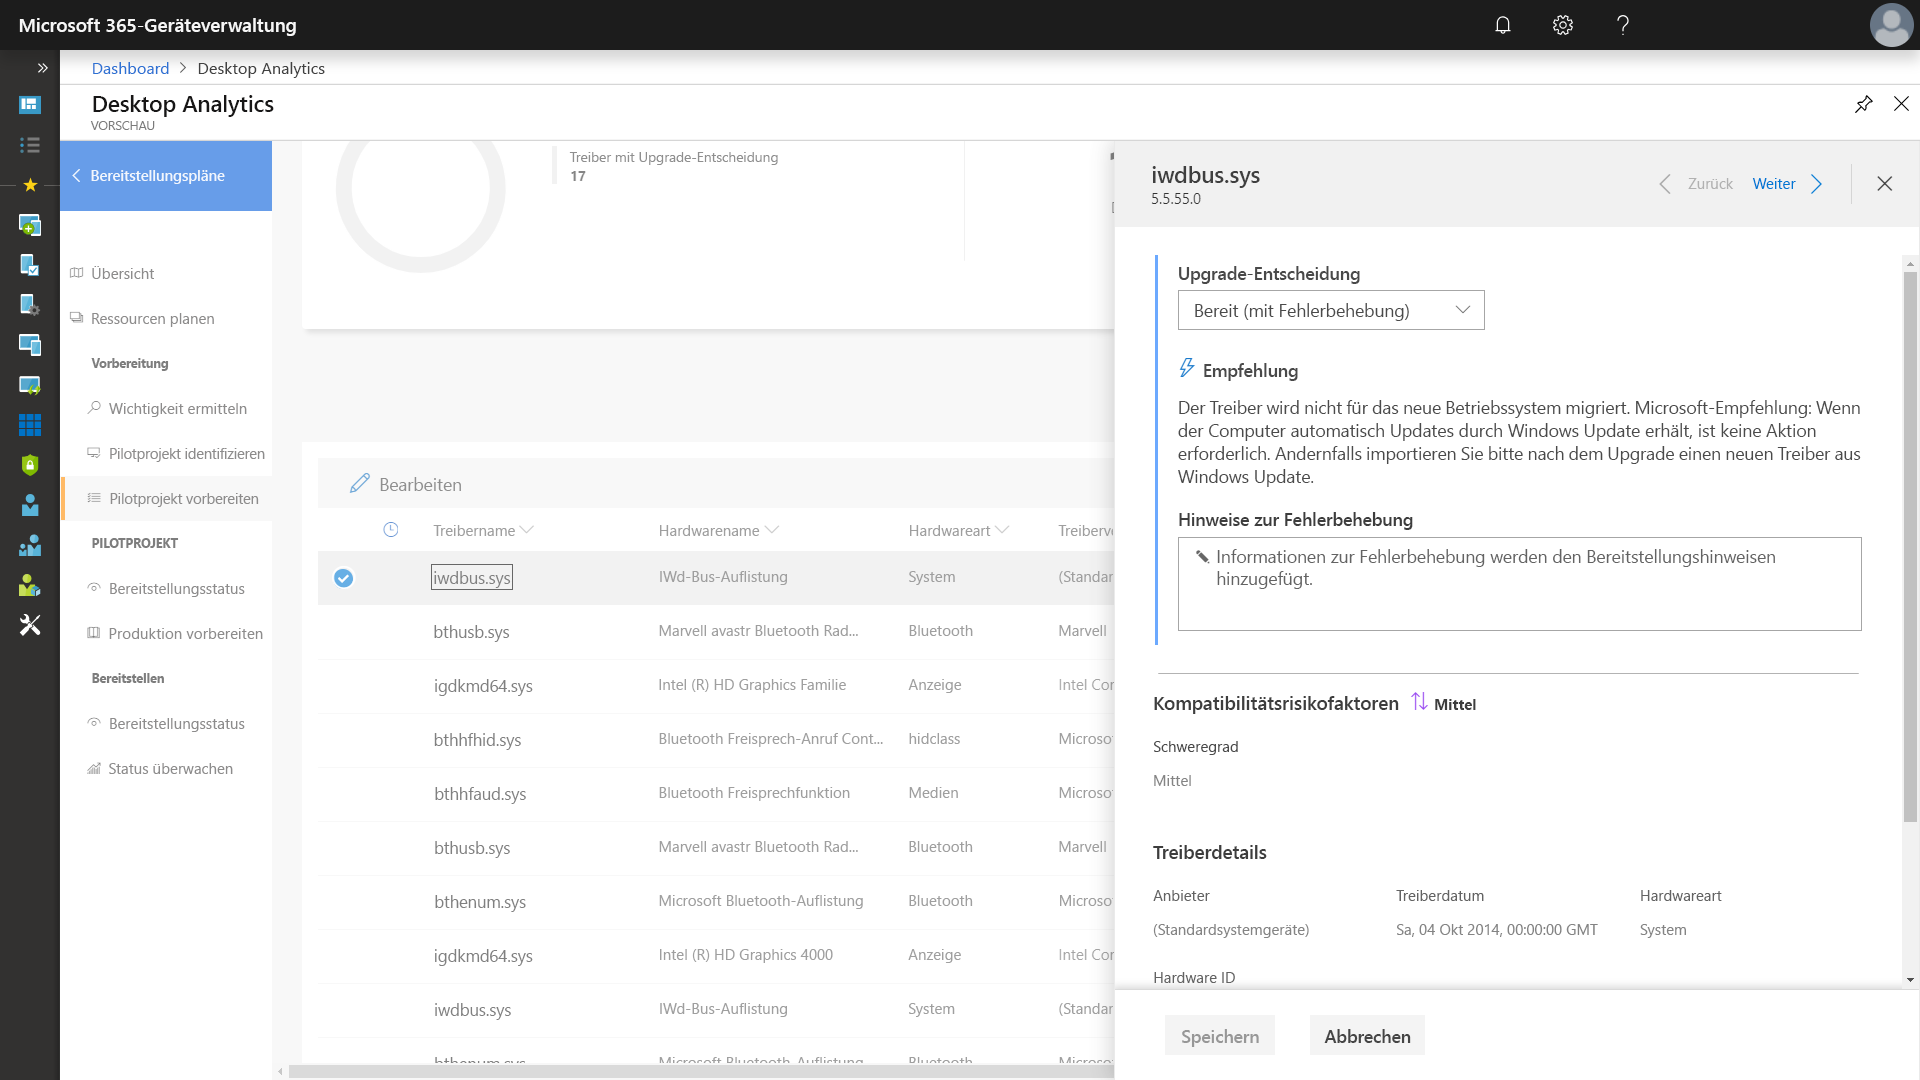 Microsoft 365-Geräteverwaltung
Dashboard > Desktop Analytics
Desktop Analytics
VORSCHAU
Bereitstellungspläne
Übersicht
Ressourcen planen
Vorbereitung
Wichtigkeit ermitteln
Pilotprojekt identifizieren
Pilotprojekt vorbereiten
PILOTPROJEKT
Bereitstellungsstatus
Produktion vorbereiten
Bereitstellen
Bereitstellungsstatus
Status überwachen
Treiber mit Upgrade-Entscheidung
17
Bearbeiten
Treibername Hardwarename Hardwareart Treiberve
iwdbus.sys IWd-Bus-Auflistung System (Standar
bthusb.sys Marvell avastr Bluetooth Rad... Bluetooth Marvell
igdkmd64.sys Intel (R) HD Graphics Familie Anzeige Intel Cor
bthhfhid.sys Bluetooth Freisprech-Anruf Cont... hidclass Microso
bthhfaud.sys Bluetooth Freisprechfunktion Medien Microso
bthusb.sys Marvell avastr Bluetooth Rad... Bluetooth Marvell
bthenum.sys Microsoft Bluetooth-Auflistung Bluetooth Microso
igdkmd64.sys Intel (R) HD Graphics 4000 Anzeige Intel Cor
iwdbus.sys IWd-Bus-Auflistung System (Standar
bthenum.sys Microsoft Bluetooth-Auflistung Bluetooth Microso
iwdbus.sys
5.5.55.0
Zurück Weiter
Upgrade-Entscheidung
Bereit (mit Fehlerbehebung)
Empfehlung
Der Treiber wird nicht für das neue Betriebssystem migriert. Microsoft-Empfehlung: Wenn
der Computer automatisch Updates durch Windows Update erhält, ist keine Aktion
erforderlich. Andernfalls importieren Sie bitte nach dem Upgrade einen neuen Treiber aus
Windows Update.
Hinweise zur Fehlerbehebung
Informationen zur Fehlerbehebung werden den Bereitstellungshinweisen
hinzugefügt.
Kompatibilitätsrisikofaktoren Mittel
Schweregrad
Mittel
Treiberdetails
Anbieter Treiberdatum Hardwareart
(Standardsystemgeräte) Sa, 04 Okt 2014, 00:00:00 GMT System
Hardware ID
Speichern Abbrechen